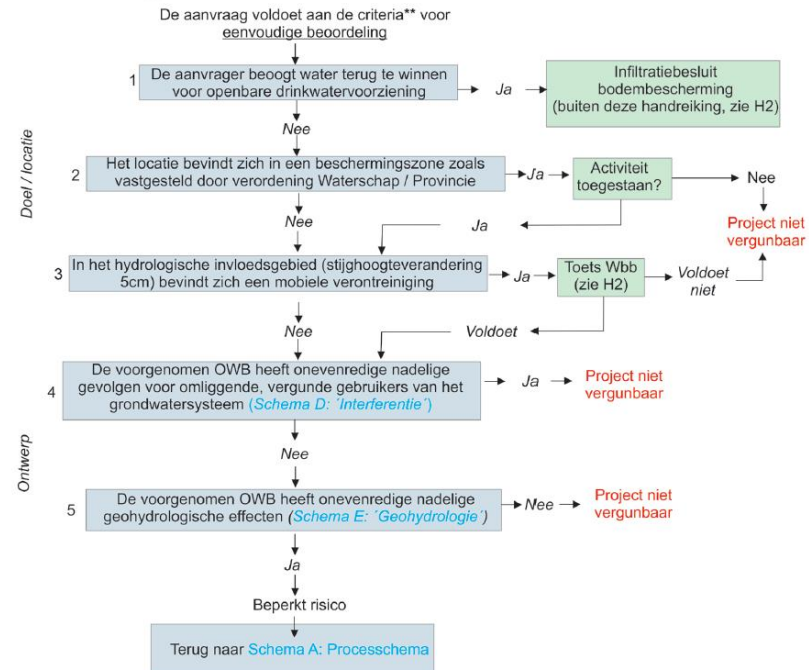 De aanvraag voldoet aan de criteria** voor
eenvoudige beoordeling
Doel / locatie
1
De aanvrager beoogt water terug te winnen
voor openbare drinkwatervoorziening
Ja
Infiltratiebesluit
bodembescherming
(buiten deze handreiking, zie H2)
Nee
2
Het locatie bevindt zich in een beschermingszone zoals
vastgesteld door verordening Waterschap / Provincie
Ja
Activiteit
toegestaan?
Nee
Project niet
vergunbaar
Nee
Ja
3
In het hydrologische invloedsgebied (stijghoogteverandering
5cm) bevindt zich een mobiele verontreiniging
Ja
Toets Wbb
(zie H2)
Voldoet
niet
Nee
Voldoet
Ontwerp
4
De voorgenomen OWB heeft onevenredige nadelige
gevolgen voor omliggende, vergunde gebruikers van het
grondwatersysteem (Schema D: ‘Interferentie‘)
Ja
Project niet
vergunbaar
Nee
5
De voorgenomen OWB heeft onevenredige nadelige
geohydrologische effecten (Schema E: ‘Geohydrologie‘)
Nee
Project niet
vergunbaar
Ja
Beperkt risico
Terug naar Schema A: Processchema